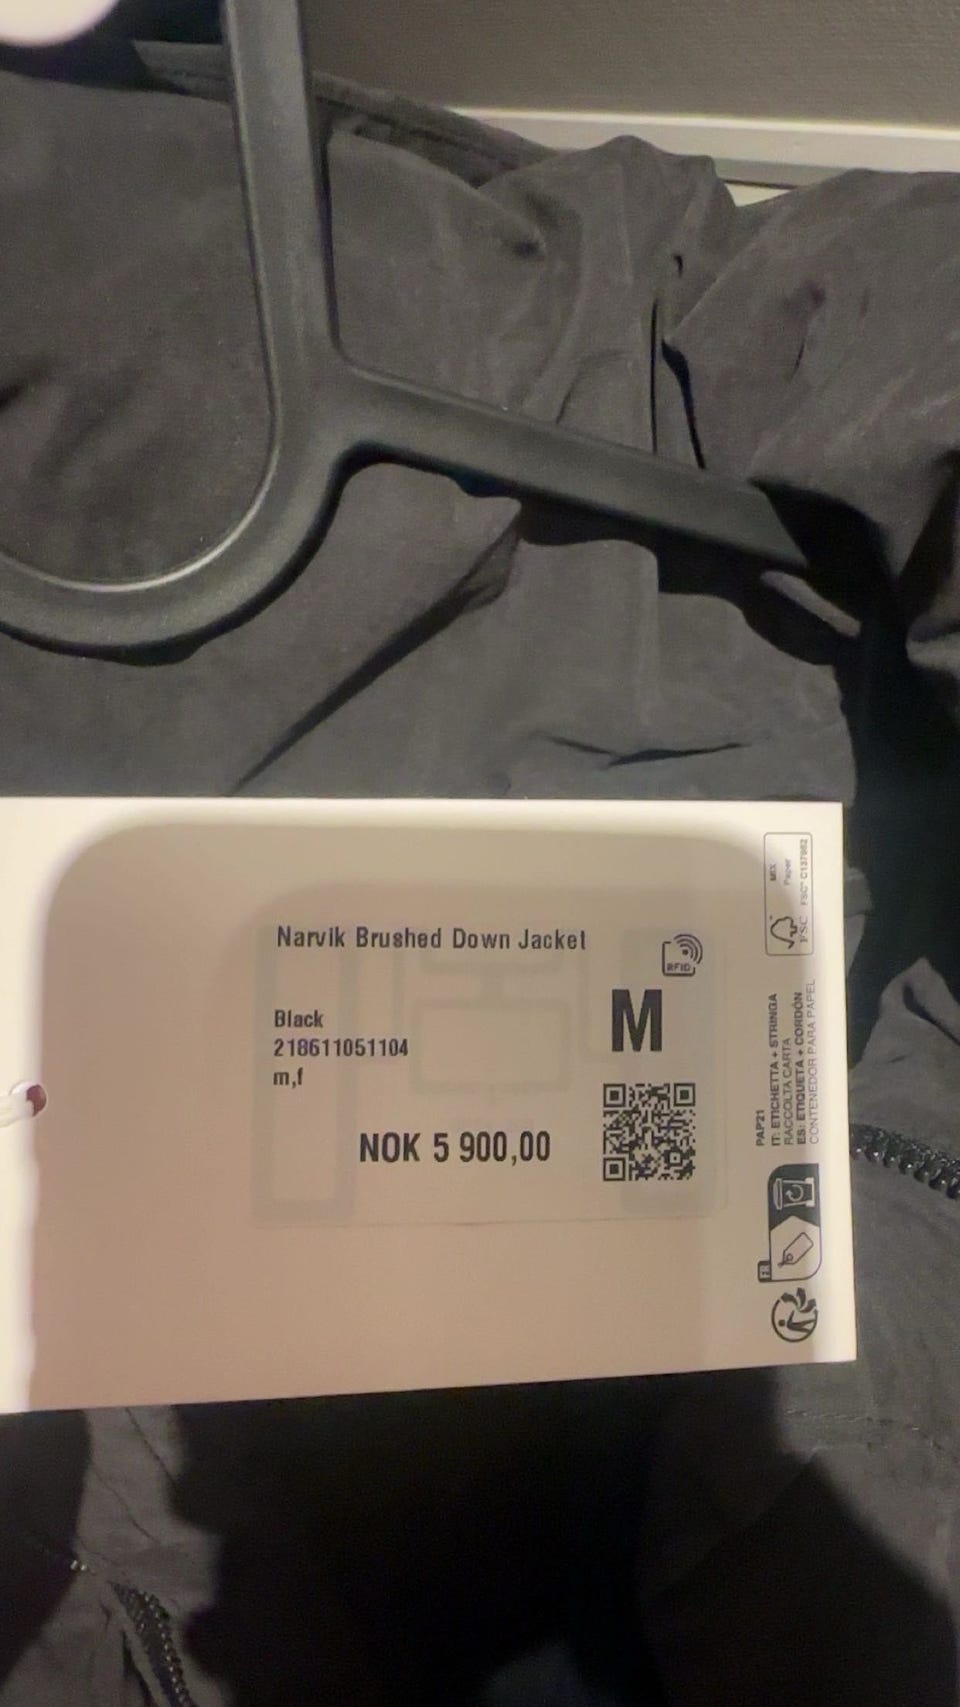 Narvik Brushed Down Jacket
RFID
Black
M
218611051104
m,f
NOK 5 900,00
MIX
Paper
FSC
FSC™ C137982
PAP21
IT: ETICHETTA + STRINGA
RACCOLTA CARTA
ES: ETIQUETA + CORDÓN
CONTENEDOR PARA PAPEL
FR